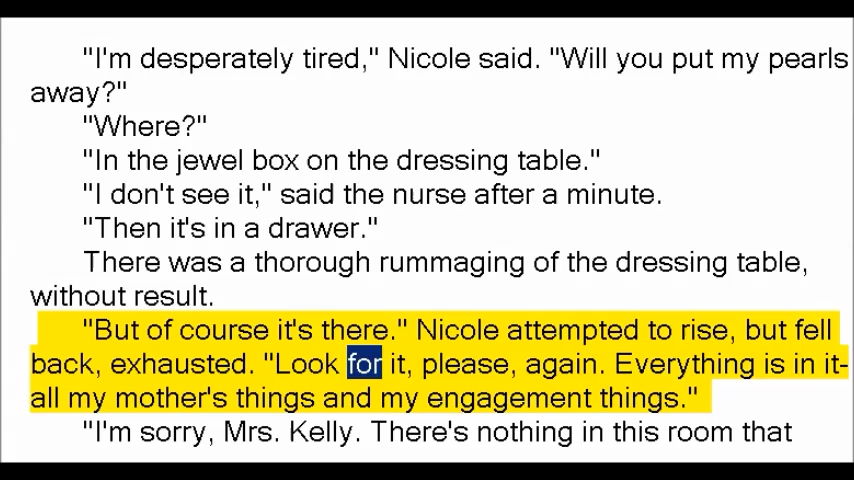 "I'm desperately tired," Nicole said. "Will you put my pearls
away?"
"Where?"
"In the jewel box on the dressing table."
"I don't see it," said the nurse after a minute.
"Then it's in a drawer."
There was a thorough rummaging of the dressing table,
without result.
"But of course it's there." Nicole attempted to rise, but fell
back, exhausted. "Look for it, please, again. Everything is in it-
all my mother's things and my engagement things."
"I'm sorry, Mrs. Kelly. There's nothing in this room that